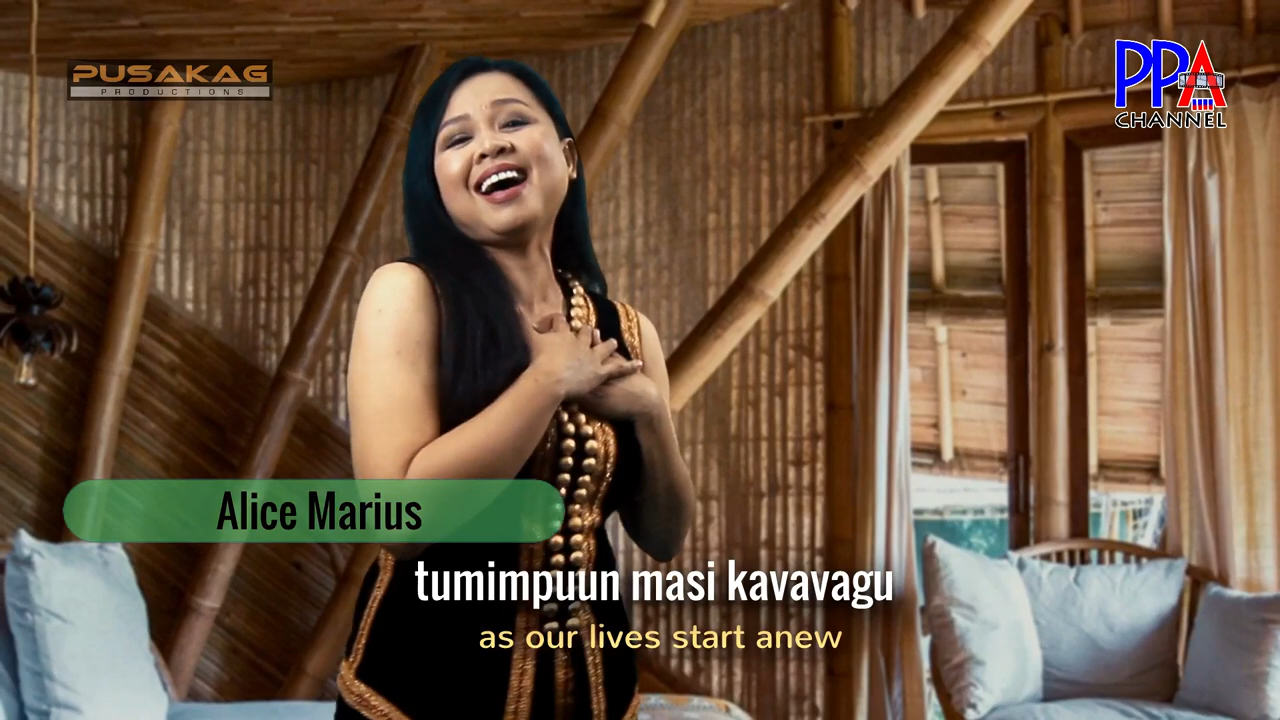 PUSAKAG
PRODUCTIONS
PPA
CHANNEL
Alice Marius
tumimpuun masi kavavagu
as our lives start anew